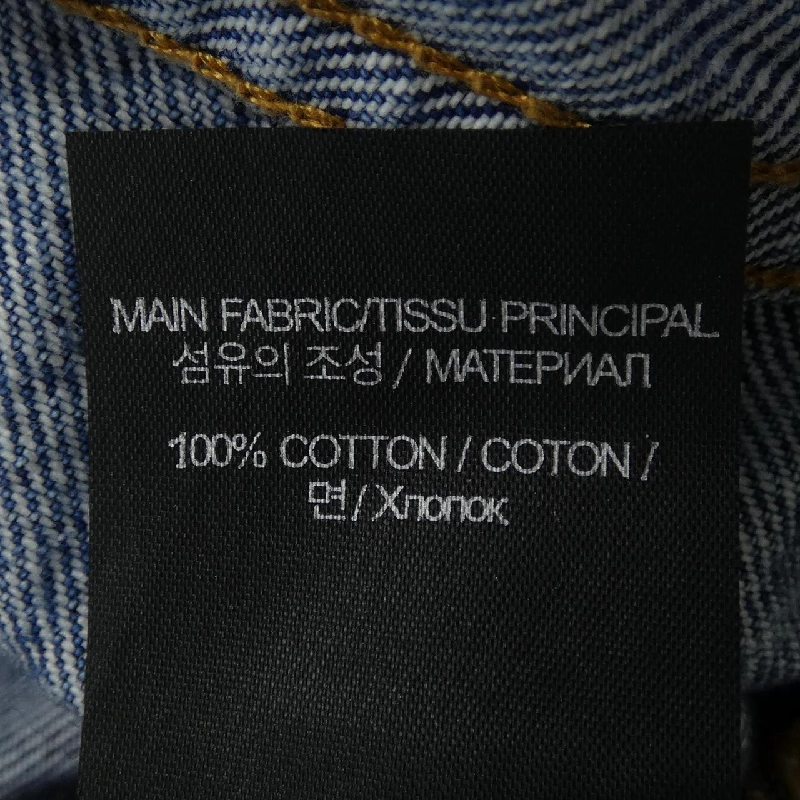 MAIN FABRIC/TISSU PRINCIPAL
섬유의 조성 / МАТЕРИАЛ
100% COTTON / COTON /
면 / Хлопок